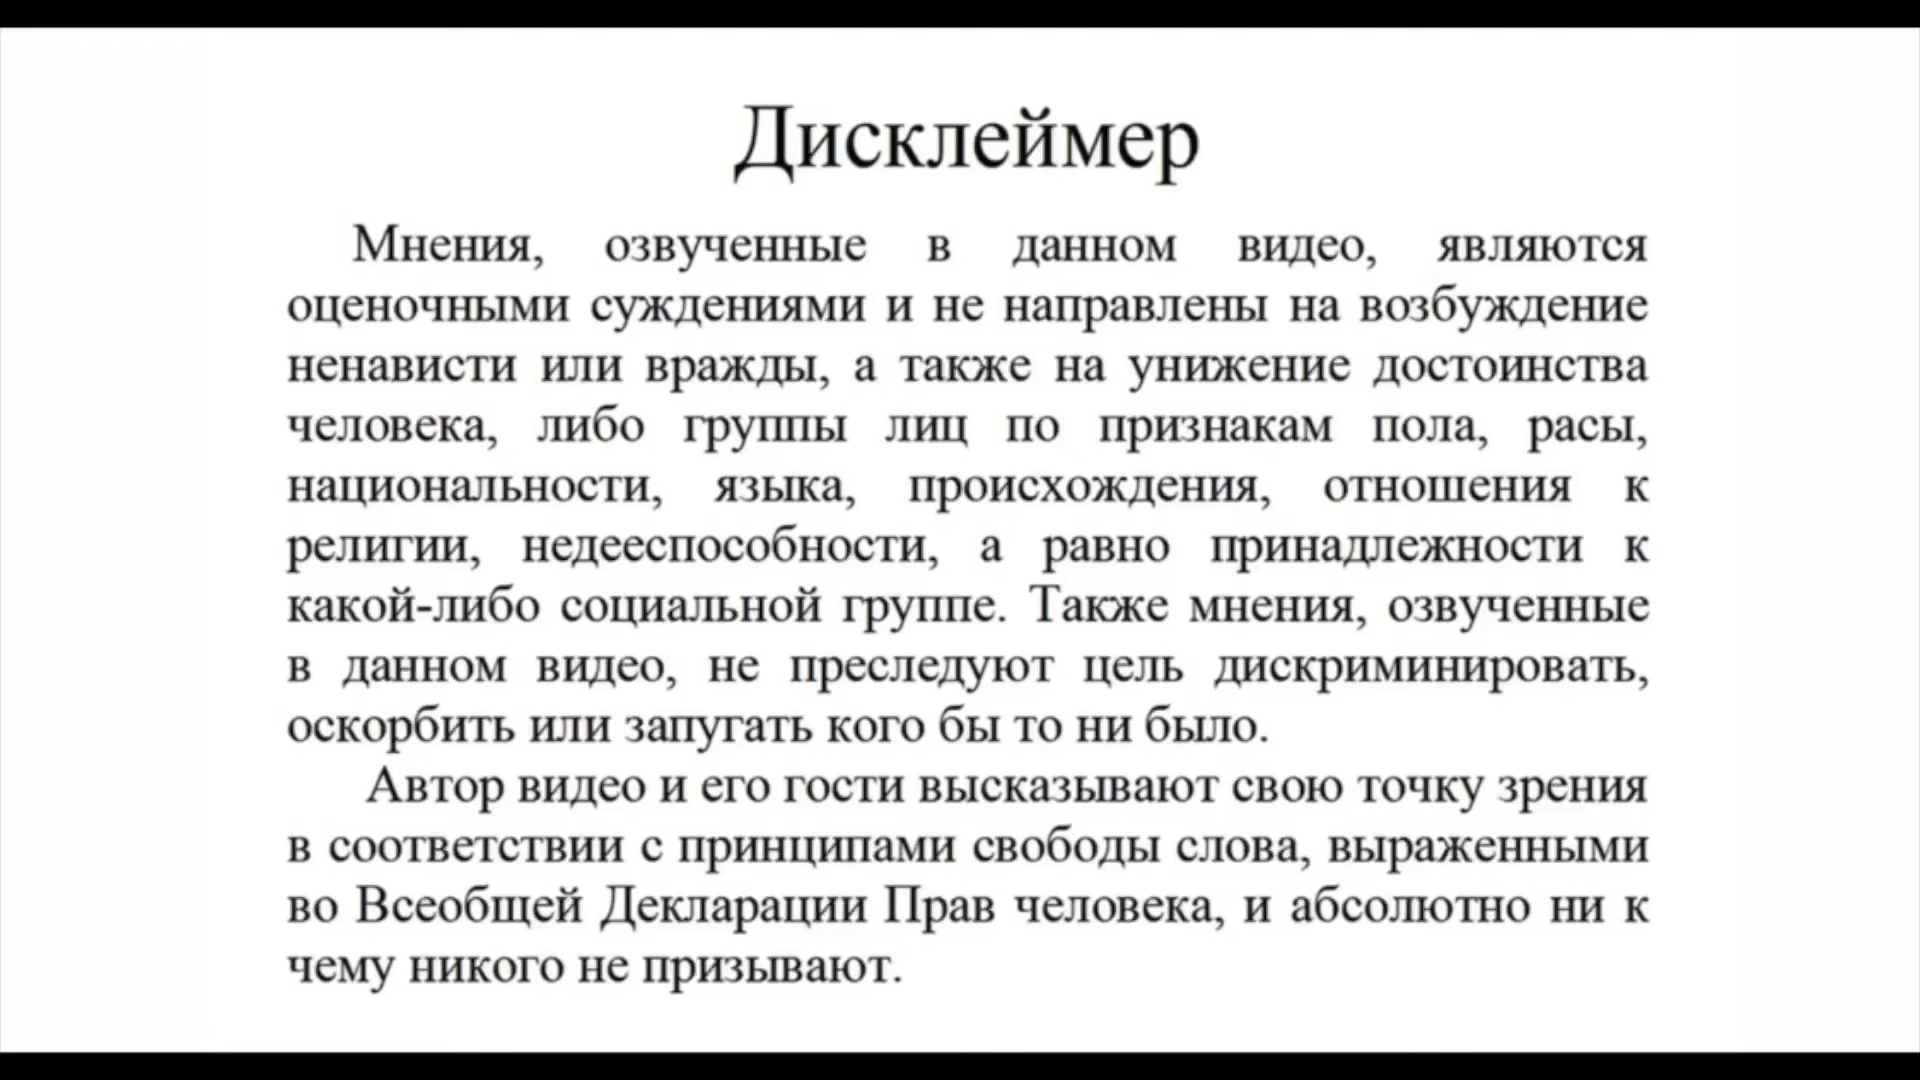 Дисклеймер
Мнения, озвученные в данном видео, являются
оценочными суждениями и не направлены на возбуждение
ненависти или вражды, а также на унижение достоинства
человека, либо группы лиц по признакам пола, расы,
национальности, языка, происхождения, отношения к
религии, недееспособности, а равно принадлежности к
какой-либо социальной группе. Также мнения, озвученные
в данном видео, не преследуют цель дискриминировать,
оскорбить или запугать кого бы то ни было.
Автор видео и его гости высказывают свою точку зрения
в соответствии с принципами свободы слова, выраженными
во Всеобщей Декларации Прав человека, и абсолютно ни к
чему никого не призывают.